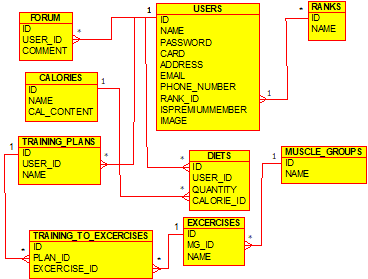 FORUM
ID
USER_ID
COMMENT
*
1
USERS
ID
NAME
PASSWORD
CARD
ADDRESS
EMAIL
PHONE_NUMBER
RANK_ID
ISPREMIUMMEMBER
IMAGE
1
*
RANKS
ID
NAME
CALORIES
ID
NAME
CAL_CONTENT
1
1
TRAINING_PLANS
ID
USER_ID
NAME
*
*
*
DIETS
ID
USER_ID
QUANTITY
CALORIE_ID
1
MUSCLE_GROUPS
ID
NAME
*
TRAINING_TO_EXCERCISES
ID
PLAN_ID
EXCERCISE_ID
*
1
EXCERCISES
ID
MG_ID
NAME
*